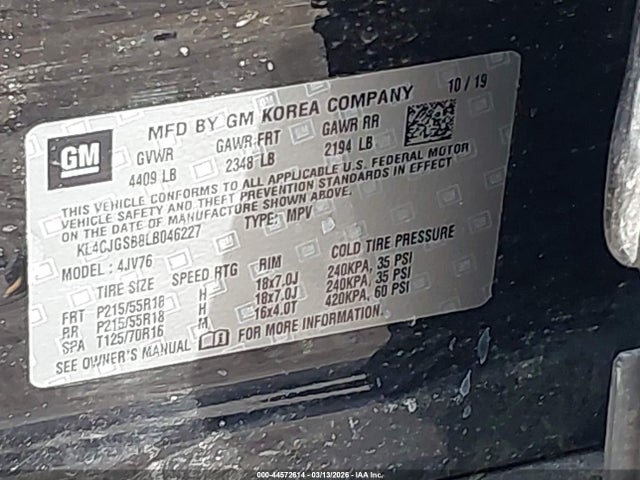 GM
MFD BY GM KOREA COMPANY
10/19
GVWR GAWR FRT GAWR RR
4409 LB 2348 LB 2194 LB
THIS VEHICLE CONFORMS TO ALL APPLICABLE U.S. FEDERAL MOTOR
VEHICLE SAFETY AND THEFT PREVENTION STANDARDS IN EFFECT
ON THE DATE OF MANUFACTURE SHOWN ABOVE.
KL4CJGSB8LB046227 TYPE: MPV
MODEL : 4JV76
TIRE SIZE SPEED RTG RIM COLD TIRE PRESSURE
FRT P215/55R18 H 18x7.0J 240KPA, 35 PSI
RR P215/55R18 H 18x7.0J 240KPA, 35 PSI
SPA T125/70R16 M 16x4.0T 420KPA, 60 PSI
SEE OWNER'S MANUAL FOR MORE INFORMATION.
000-44572614 - 03/13/2026 - IAA Inc.